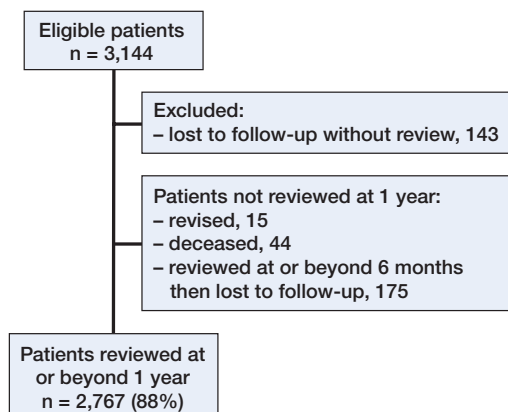 Eligible patients
n = 3,144
Excluded:
– lost to follow-up without review, 143
Patients not reviewed at 1 year:
– revised, 15
– deceased, 44
– reviewed at or beyond 6 months
then lost to follow-up, 175
Patients reviewed at
or beyond 1 year
n = 2,767 (88%)